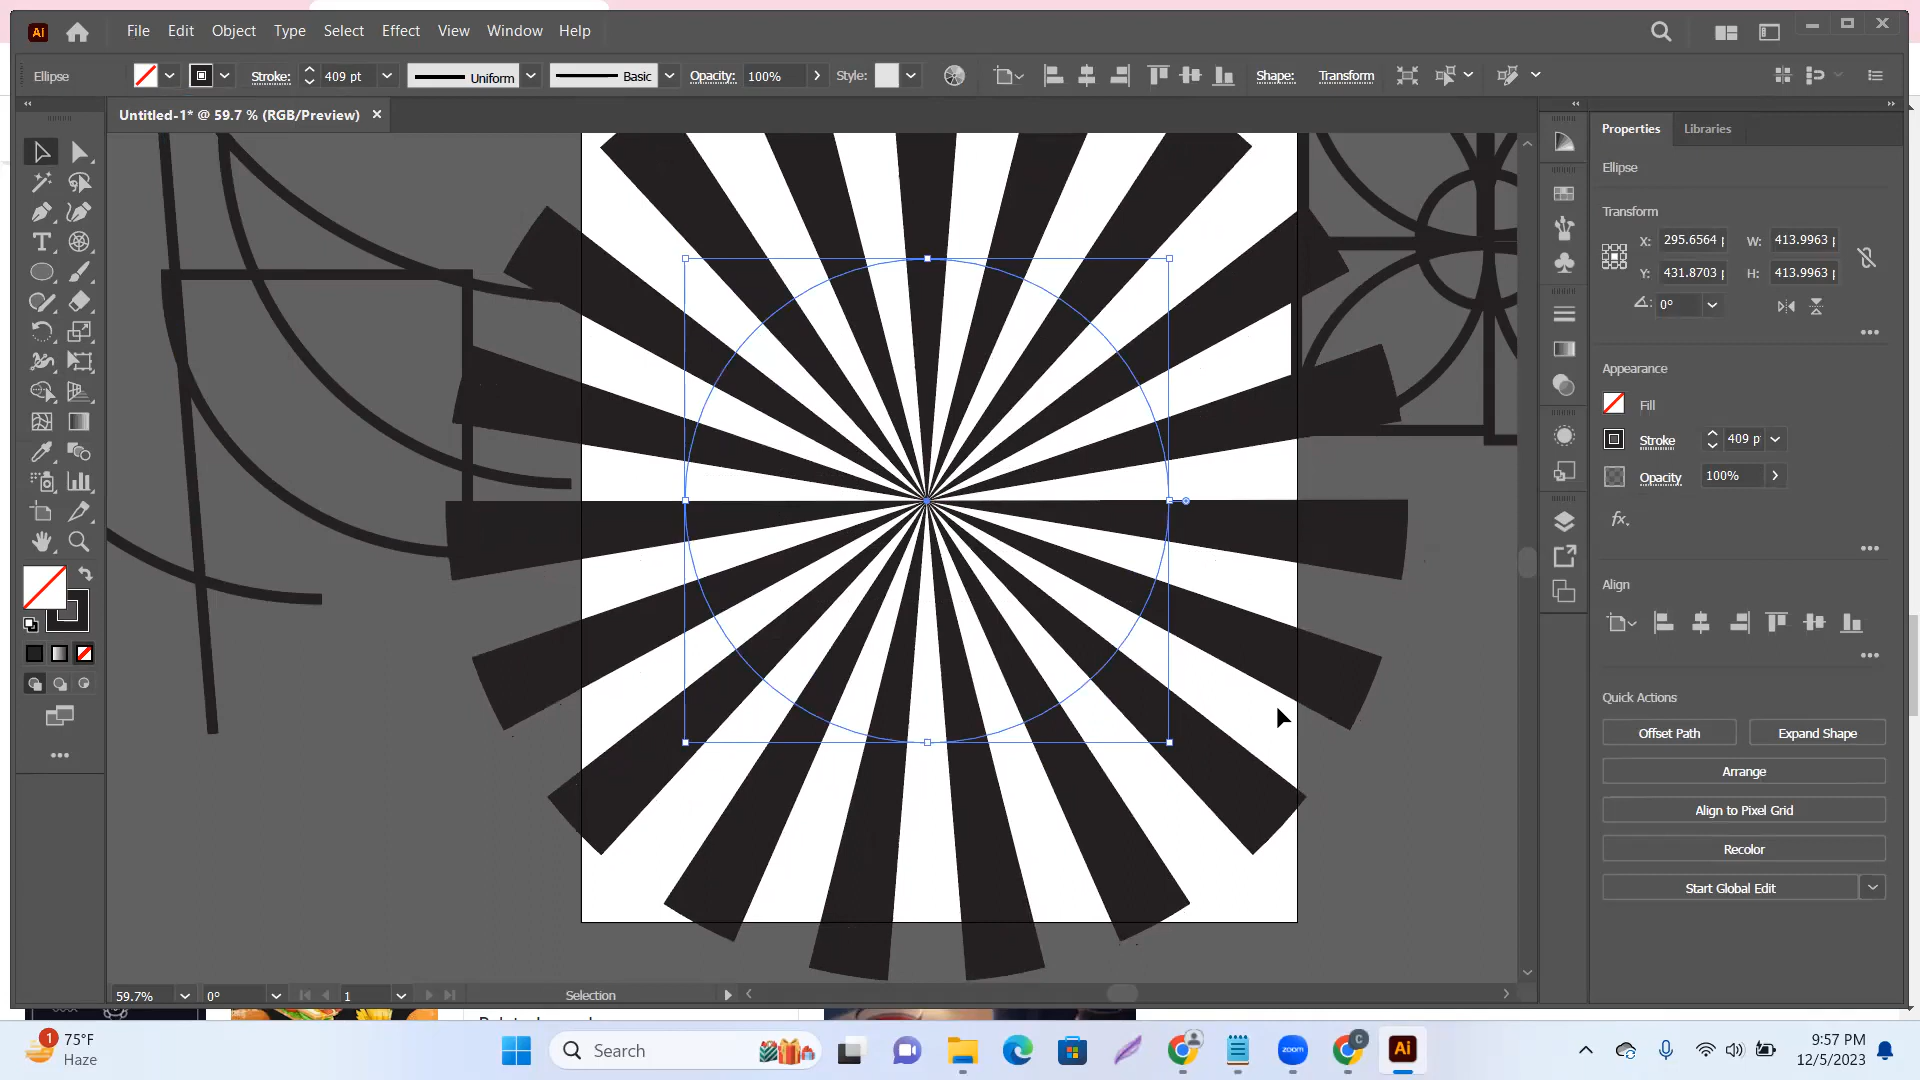 Ai File Edit Object Type Select Effect View Window Help
Ellipse Stroke: 409 pt Uniform Basic Opacity: 100% Style: Shape: Transform
Untitled-1* @ 59.7 % (RGB/Preview) ×
Properties Libraries
Ellipse
Transform
X: 295.6564 W: 413.9963
Y: 431.8703 H: 413.9963
0°
Appearance
Fill
Stroke 409 p
Opacity 100%
fx
Align
Quick Actions
Offset Path Expand Shape
Arrange
Align to Pixel Grid
Recolor
Start Global Edit
59.7% 0° 1 Selection
1 75°F
Haze
Search
zoom
C
Ai
9:57 PM
12/5/2023